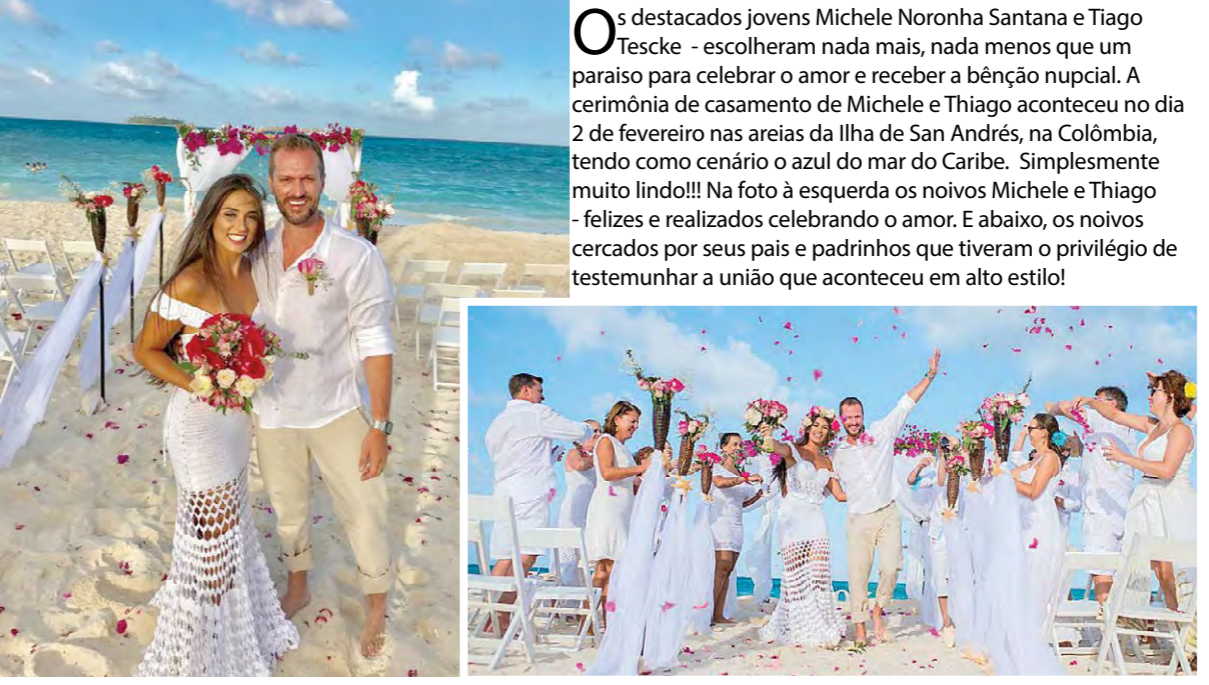 Os destacados jovens Michele Noronha Santana e Tiago
Tescke - escolheram nada mais, nada menos que um
paraiso para celebrar o amor e receber a bênção nupcial. A
cerimônia de casamento de Michele e Thiago aconteceu no dia
2 de fevereiro nas areias da Ilha de San Andrés, na Colômbia,
tendo como cenário o azul do mar do Caribe. Simplesmente
muito lindo!!! Na foto à esquerda os noivos Michele e Thiago
- felizes e realizados celebrando o amor. E abaixo, os noivos
cercados por seus pais e padrinhos que tiveram o privilégio de
testemunhar a união que aconteceu em alto estilo!